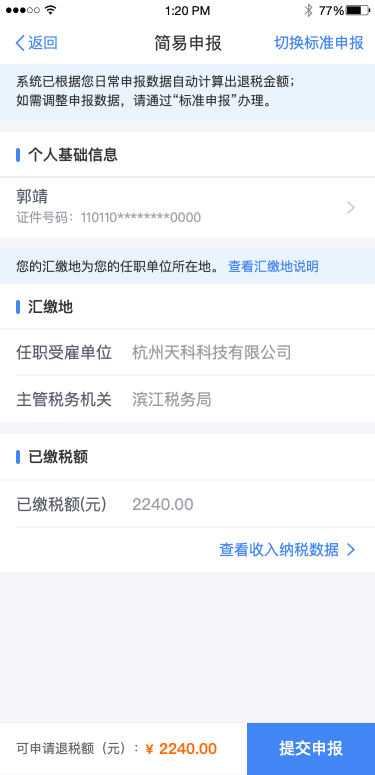 1:20 PM
77%
返回
简易申报
切换标准申报
系统已根据您日常申报数据自动计算出退税金额；
如需调整申报数据，请通过“标准申报”办理。
个人基础信息
郭靖
证件号码：110110********0000
您的汇缴地为您的任职单位所在地。 查看汇缴地说明
汇缴地
任职受雇单位 杭州天科科技有限公司
主管税务机关 滨江税务局
已缴税额
已缴税额(元) 2240.00
查看收入纳税数据
可申请退税额（元）：¥ 2240.00
提交申报